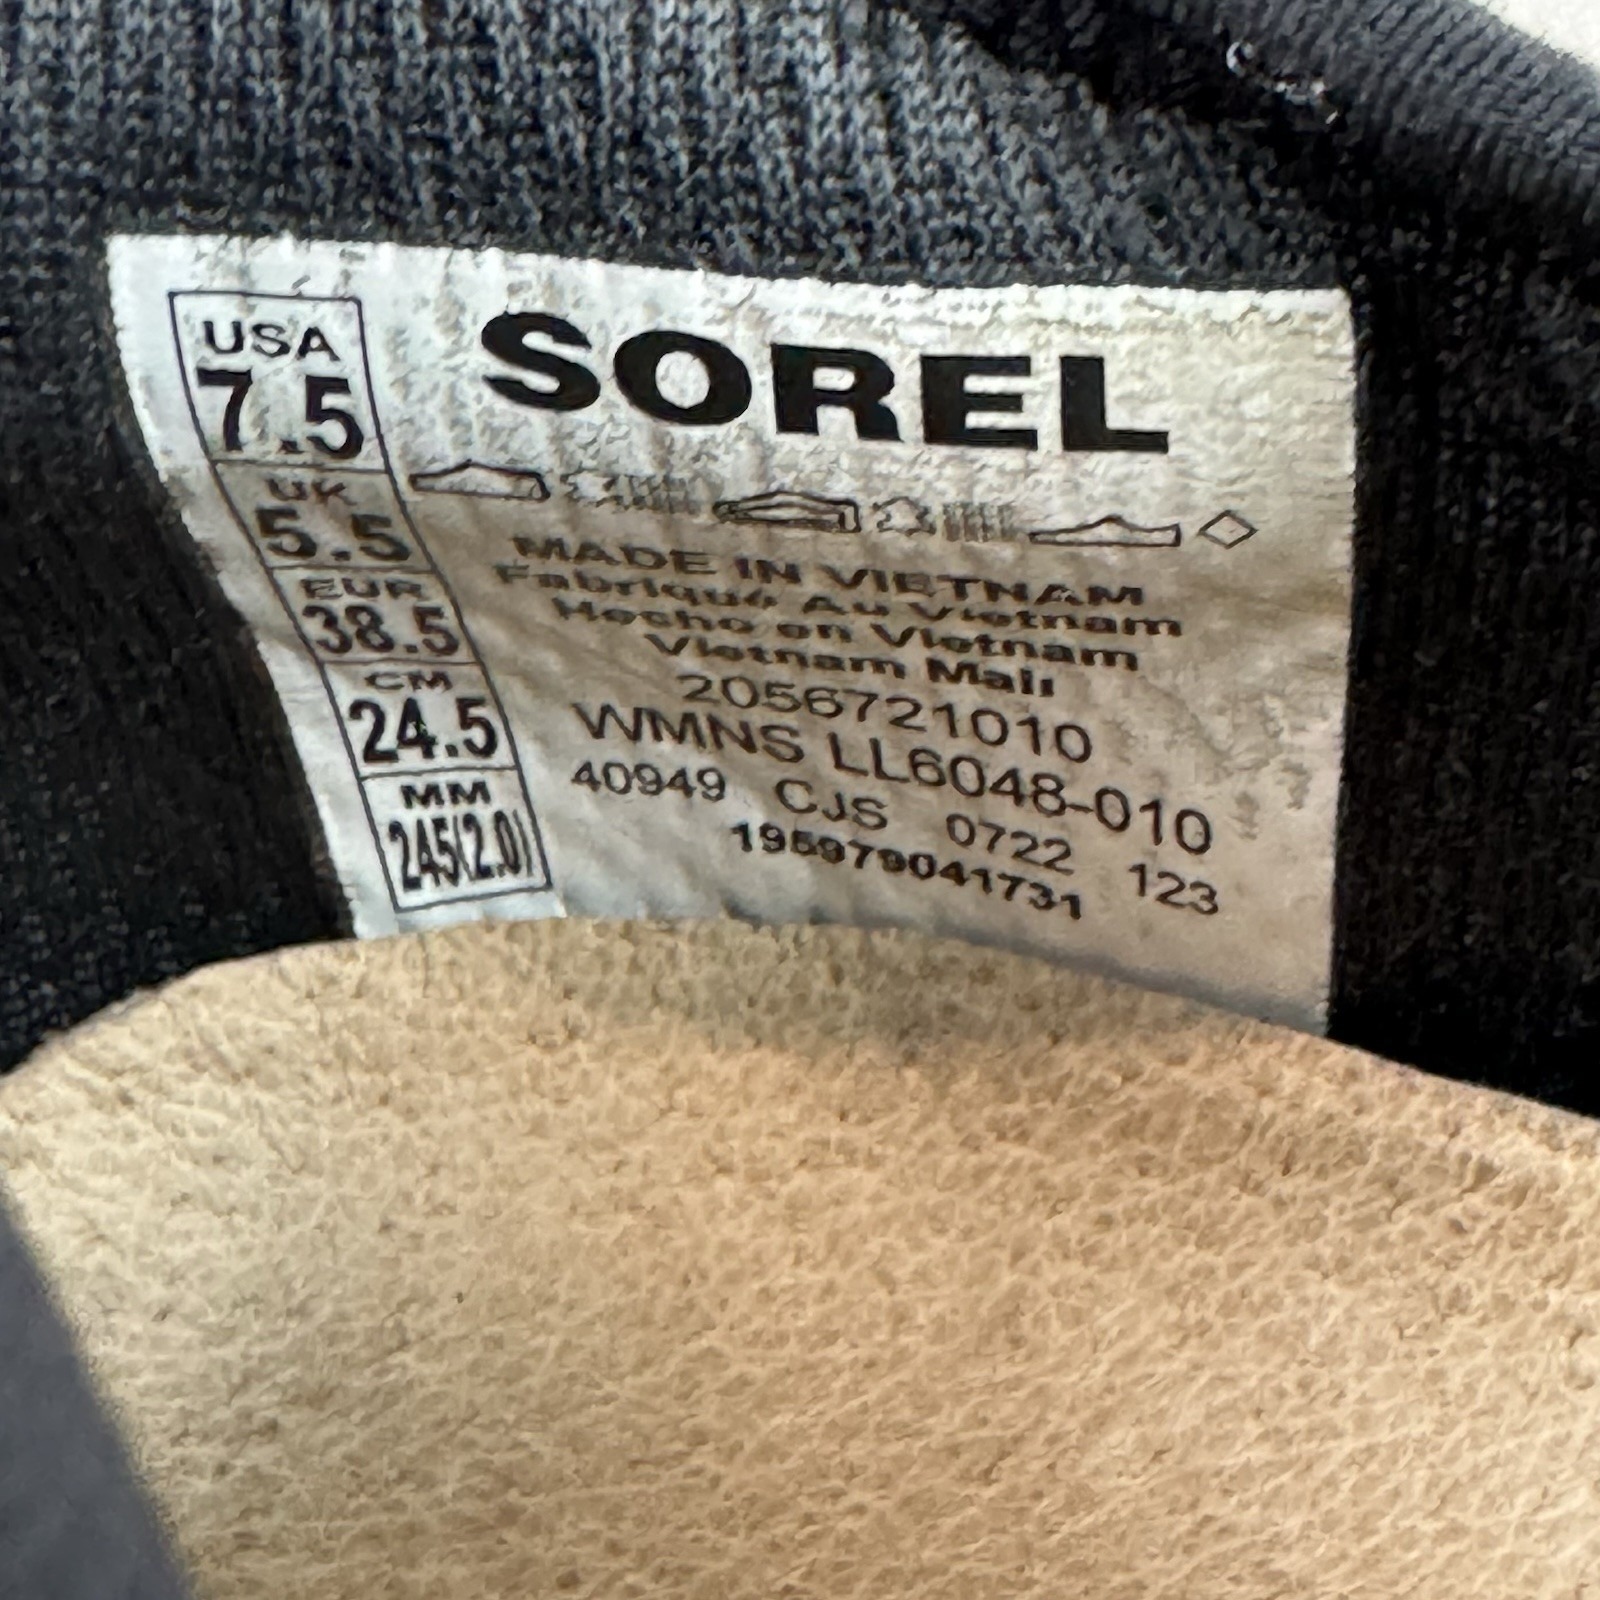 USA
7.5
UK
5.5
EUR
38.5
CM
24.5
MM
245(2.0)
SOREL
MADE IN VIETNAM
Fabriqué Au Vietnam
Hecho en Vietnam
Vietnam Malı
2056721010
WMNS LL6048-010
40949 CJS 0722 123
195979041731